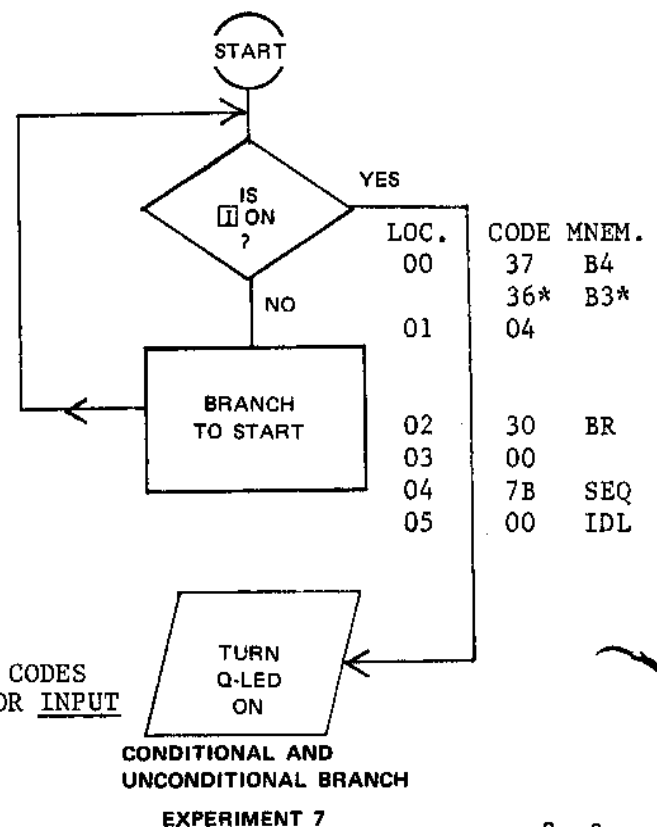 START
IS
I ON
?
YES
NO
BRANCH
TO START
LOC. CODE MNEM.
00 37 B4
36* B3*
01 04
02 30 BR
03 00
04 7B SEQ
05 00 IDL
TURN
Q-LED
ON
CODES
OR INPUT
CONDITIONAL AND
UNCONDITIONAL BRANCH
EXPERIMENT 7